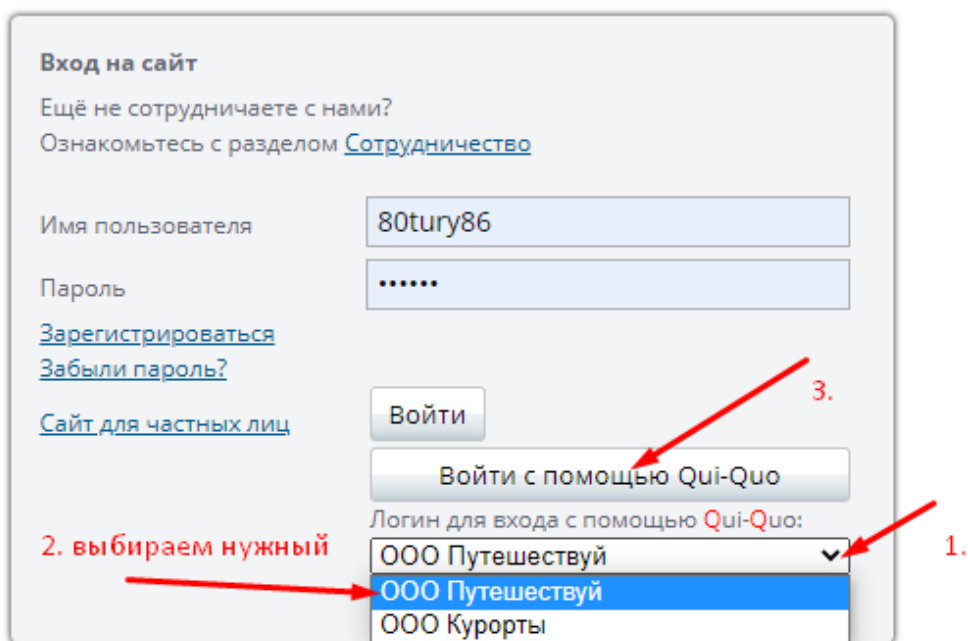 Вход на сайт
Ещё не сотрудничаете с нами?
Ознакомьтесь с разделом Сотрудничество
Имя пользователя
80tury86
Пароль
••••••
Зарегистрироваться
Забыли пароль?
3.
Сайт для частных лиц
Войти
Войти с помощью Qui-Quo
Логин для входа с помощью Qui-Quo:
2. выбираем нужный
ООО Путешествуй
1.
ООО Путешествуй
ООО Курорты